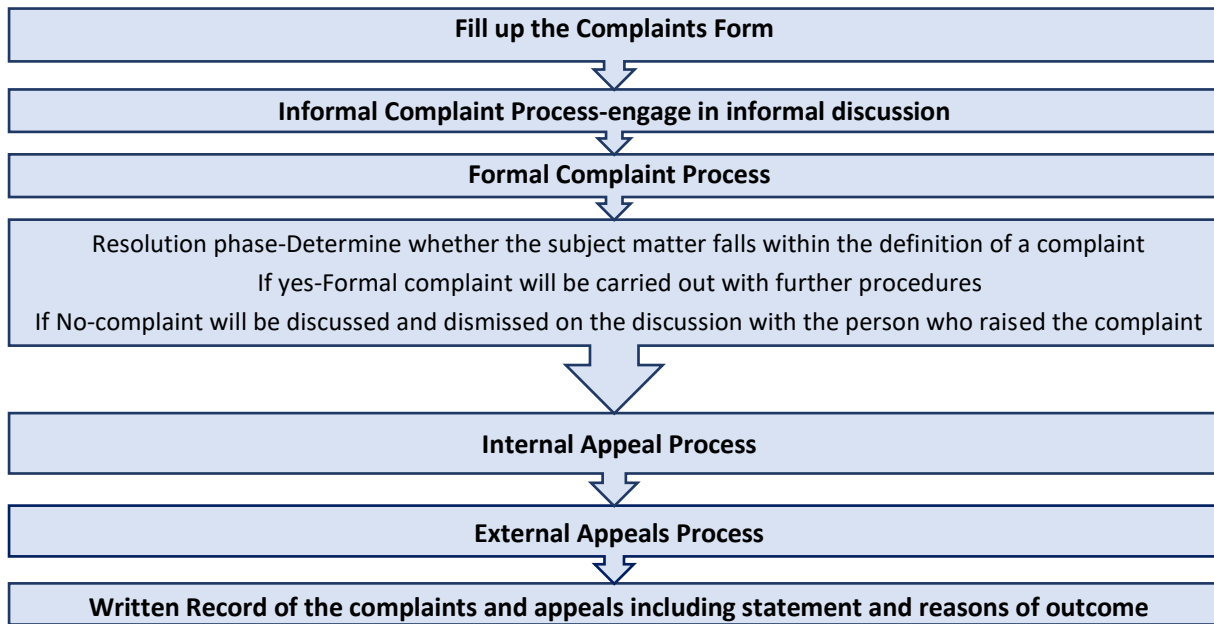 Fill up the Complaints Form
Informal Complaint Process-engage in informal discussion
Formal Complaint Process
Resolution phase-Determine whether the subject matter falls within the definition of a complaint
If yes-Formal complaint will be carried out with further procedures
If No-complaint will be discussed and dismissed on the discussion with the person who raised the complaint
Internal Appeal Process
External Appeals Process
Written Record of the complaints and appeals including statement and reasons of outcome